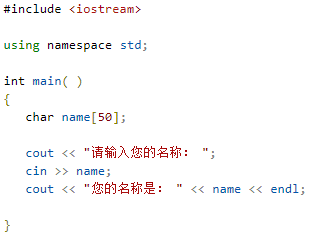 #include <iostream>
using namespace std;
int main( )
{
char name[50];
cout << "请输入您的名称： ";
cin >> name;
cout << "您的名称是： " << name << endl;
}